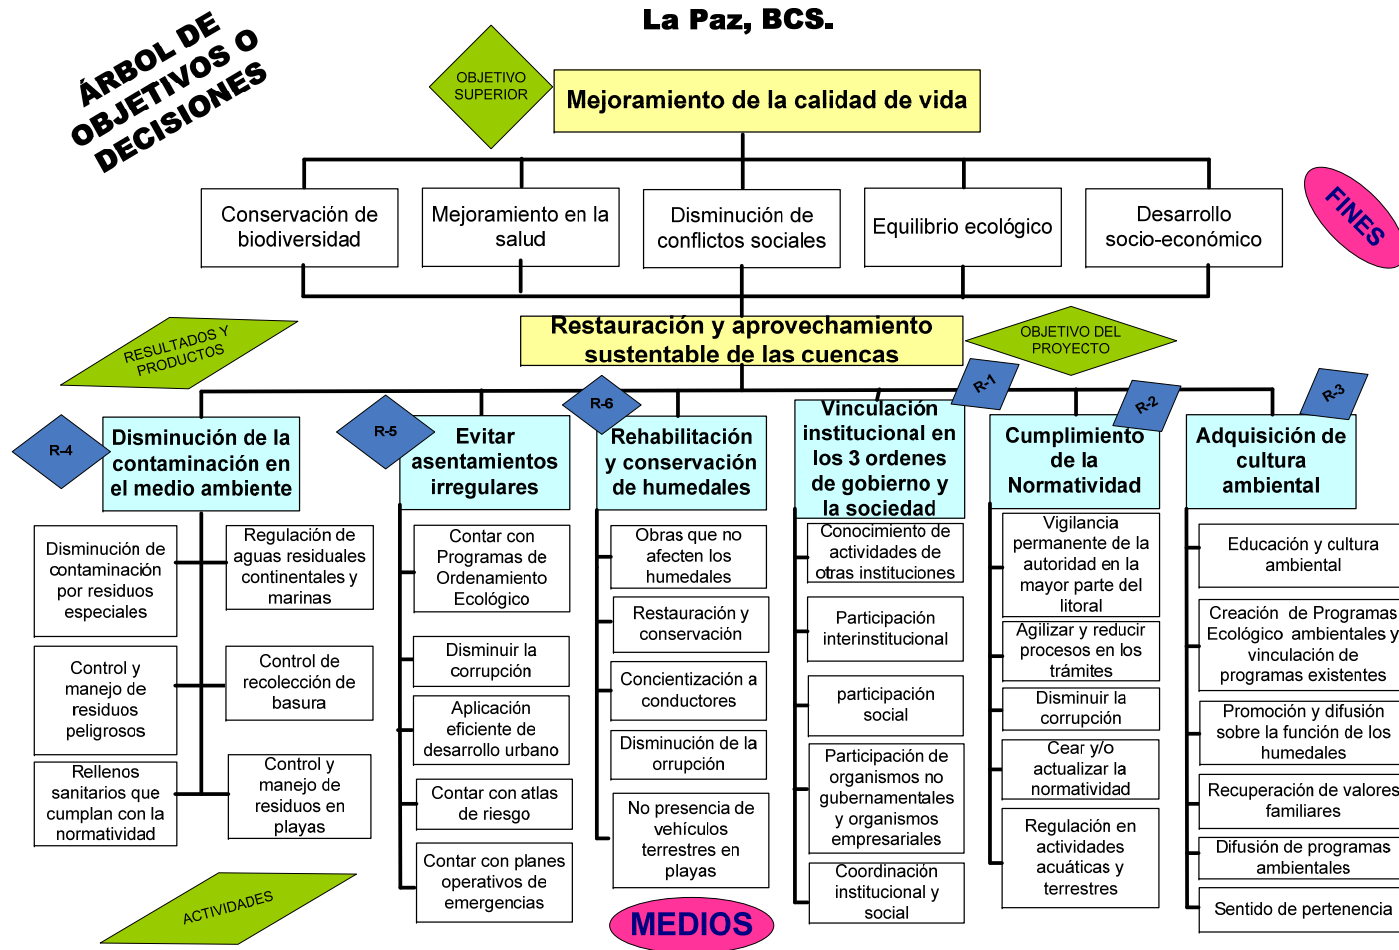 La Paz, BCS.
ÁRBOL DE
OBJETIVOS O
DECISIONES
OBJETIVO
SUPERIOR
Mejoramiento de la calidad de vida
Conservación de
biodiversidad
Mejoramiento en la
salud
Disminución de
conflictos sociales
Equilibrio ecológico
Desarrollo
socio-económico
FINES
RESULTADOS Y
PRODUCTOS
Restauración y aprovechamiento
sustentable de las cuencas
OBJETIVO DEL
PROYECTO
R-4
Disminución de la
contaminación en
el medio ambiente
R-5
Evitar
asentamientos
irregulares
R-6
Rehabilitación
y conservación
de humedales
Vinculación
institucional en
los 3 ordenes
de gobierno y
la sociedad
R-1
Cumplimiento
de la
Normatividad
R-2
Adquisición de
cultura
ambiental
R-3
Disminución de
contaminación
por residuos
especiales
Regulación de
aguas residuales
continentales y
marinas
Control y
manejo de
residuos
peligrosos
Control de
recolección de
basura
Rellenos
sanitarios que
cumplan con la
normatividad
Control y
manejo de
residuos en
playas
Contar con
Programas de
Ordenamiento
Ecológico
Disminuir la
corrupción
Aplicación
eficiente de
desarrollo urbano
Contar con atlas
de riesgo
Contar con planes
operativos de
emergencias
Obras que no
afecten los
humedales
Restauración y
conservación
Concientización a
conductores
Disminución de la
orrupción
No presencia de
vehículos
terrestres en
playas
Conocimiento de
actividades de
otras instituciones
Participación
interinstitucional
participación
social
Participación de
organismos no
gubernamentales
y organismos
empresariales
Coordinación
institucional y
social
Vigilancia
permanente de la
autoridad en la
mayor parte del
litoral
Agilizar y reducir
procesos en los
trámites
Disminuir la
corrupción
Cear y/o
actualizar la
normatividad
Regulación en
actividades
acuáticas y
terrestres
Educación y cultura
ambiental
Creación de Programas
Ecológico ambientales y
vinculación de
programas existentes
Promoción y difusión
sobre la función de los
humedales
Recuperación de valores
familiares
Difusión de programas
ambientales
Sentido de pertenencia
ACTIVIDADES
MEDIOS